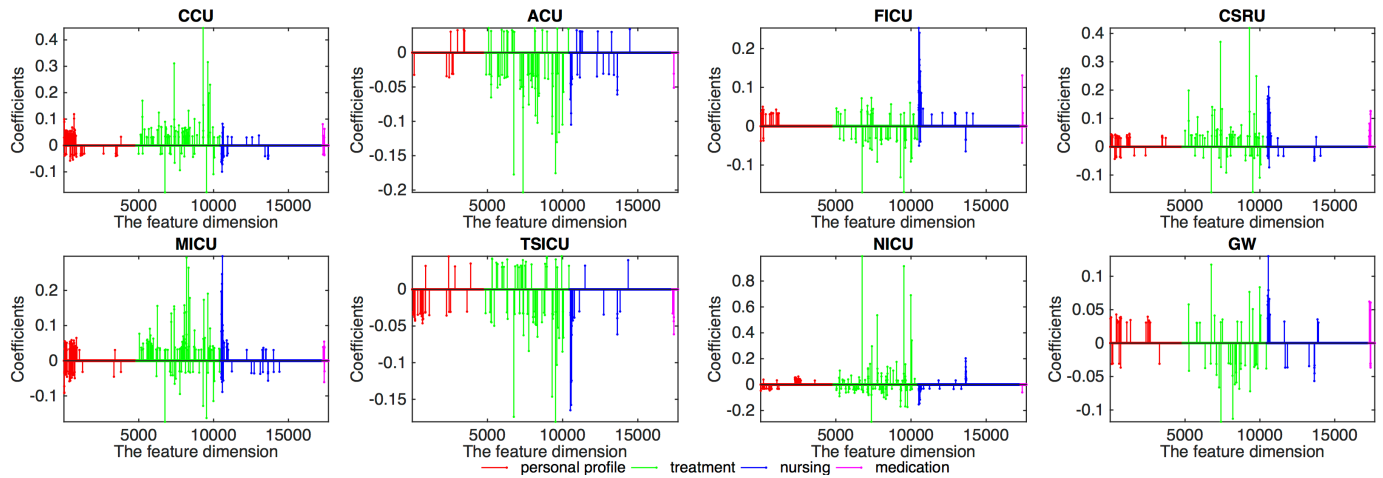 CCU
ACU
FICU
CSRU
0.4
0.3
0.2
0.1
0
-0.1
Coefficients
5000 10000 15000
The feature dimension
0
-0.05
-0.1
-0.15
-0.2
Coefficients
5000 10000 15000
The feature dimension
0.2
0.1
0
-0.1
Coefficients
5000 10000 15000
The feature dimension
0.4
0.3
0.2
0.1
0
-0.1
Coefficients
5000 10000 15000
The feature dimension
MICU
TSICU
NICU
GW
0.2
0.1
0
-0.1
Coefficients
5000 10000 15000
The feature dimension
0
-0.05
-0.1
-0.15
Coefficients
5000 10000 15000
The feature dimension
0.8
0.6
0.4
0.2
0
-0.2
Coefficients
5000 10000 15000
The feature dimension
0.1
0.05
0
-0.05
-0.1
Coefficients
5000 10000 15000
The feature dimension
personal profile treatment nursing medication